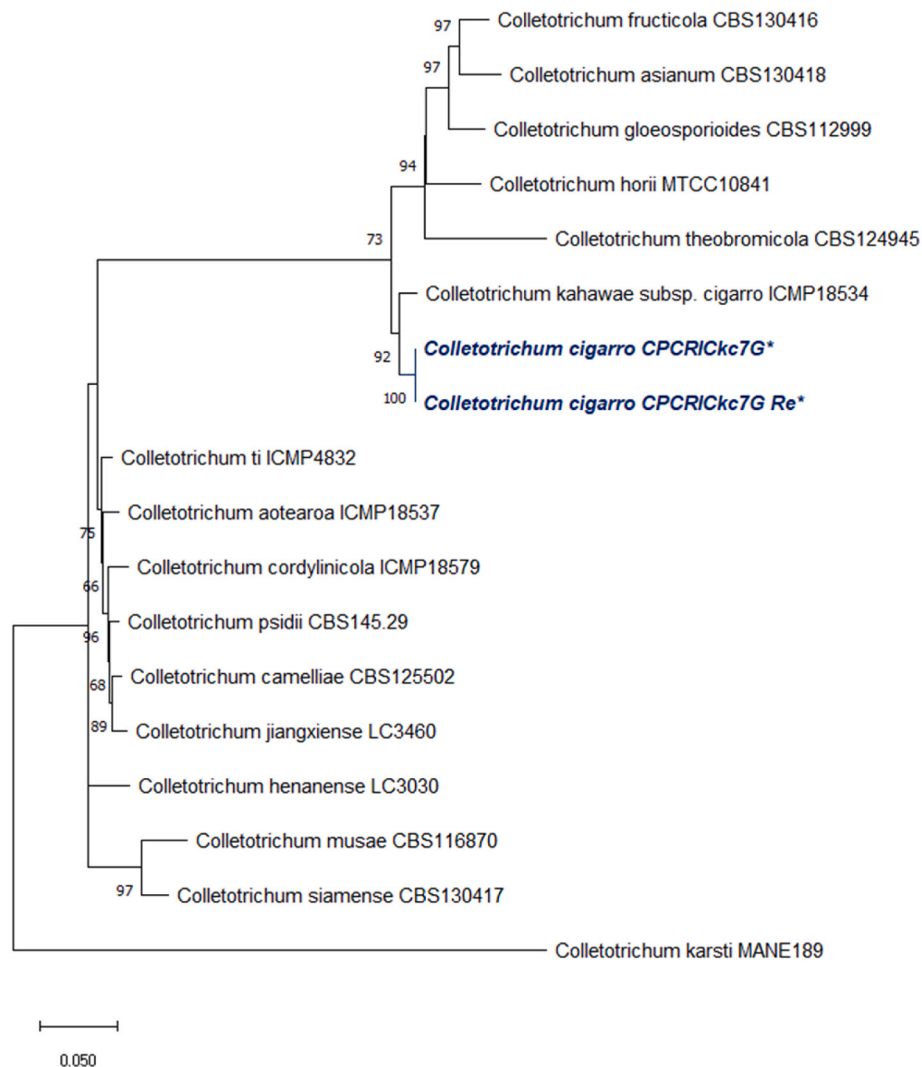 97
Colletotrichum fructicola CBS130416
97
Colletotrichum asianum CBS130418
Colletotrichum gloeosporioides CBS112999
94
Colletotrichum horii MTCC10841
73
Colletotrichum theobromicola CBS124945
Colletotrichum kahawae subsp. cigarro ICMP18534
92
Colletotrichum cigarro CPCRICkc7G*
100
Colletotrichum cigarro CPCRICkc7G Re*
Colletotrichum ti ICMP4832
75
Colletotrichum aotearoa ICMP18537
66
Colletotrichum cordylinicola ICMP18579
96
Colletotrichum psidii CBS145.29
68
Colletotrichum camelliae CBS125502
89
Colletotrichum jiangxiense LC3460
Colletotrichum henanense LC3030
Colletotrichum musae CBS116870
97
Colletotrichum siamense CBS130417
Colletotrichum karsti MANE189
0.050